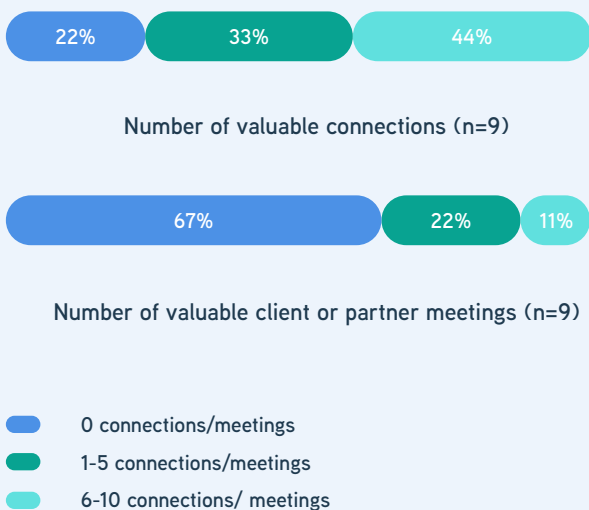 22% 33% 44%
Number of valuable connections (n=9)
67% 22% 11%
Number of valuable client or partner meetings (n=9)
0 connections/meetings
1-5 connections/meetings
6-10 connections/ meetings